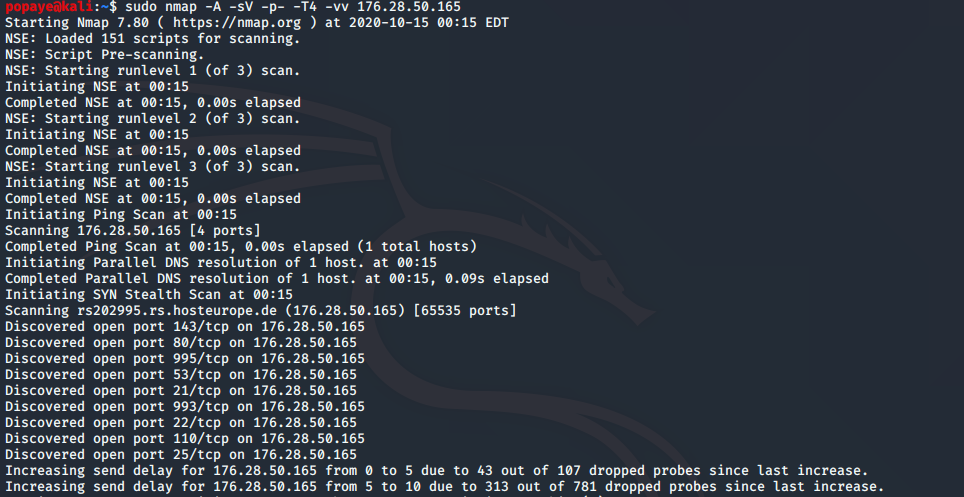 popaye@kali:~$ sudo nmap -A -sV -p- -T4 -vv 176.28.50.165
Starting Nmap 7.80 ( https://nmap.org ) at 2020-10-15 00:15 EDT
NSE: Loaded 151 scripts for scanning.
NSE: Script Pre-scanning.
NSE: Starting runlevel 1 (of 3) scan.
Initiating NSE at 00:15
Completed NSE at 00:15, 0.00s elapsed
NSE: Starting runlevel 2 (of 3) scan.
Initiating NSE at 00:15
Completed NSE at 00:15, 0.00s elapsed
NSE: Starting runlevel 3 (of 3) scan.
Initiating NSE at 00:15
Completed NSE at 00:15, 0.00s elapsed
Initiating Ping Scan at 00:15
Scanning 176.28.50.165 [4 ports]
Completed Ping Scan at 00:15, 0.00s elapsed (1 total hosts)
Initiating Parallel DNS resolution of 1 host. at 00:15
Completed Parallel DNS resolution of 1 host. at 00:15, 0.09s elapsed
Initiating SYN Stealth Scan at 00:15
Scanning rs202995.rs.hosteurope.de (176.28.50.165) [65535 ports]
Discovered open port 143/tcp on 176.28.50.165
Discovered open port 80/tcp on 176.28.50.165
Discovered open port 995/tcp on 176.28.50.165
Discovered open port 53/tcp on 176.28.50.165
Discovered open port 21/tcp on 176.28.50.165
Discovered open port 993/tcp on 176.28.50.165
Discovered open port 22/tcp on 176.28.50.165
Discovered open port 110/tcp on 176.28.50.165
Discovered open port 25/tcp on 176.28.50.165
Increasing send delay for 176.28.50.165 from 0 to 5 due to 43 out of 107 dropped probes since last increase.
Increasing send delay for 176.28.50.165 from 5 to 10 due to 313 out of 781 dropped probes since last increase.